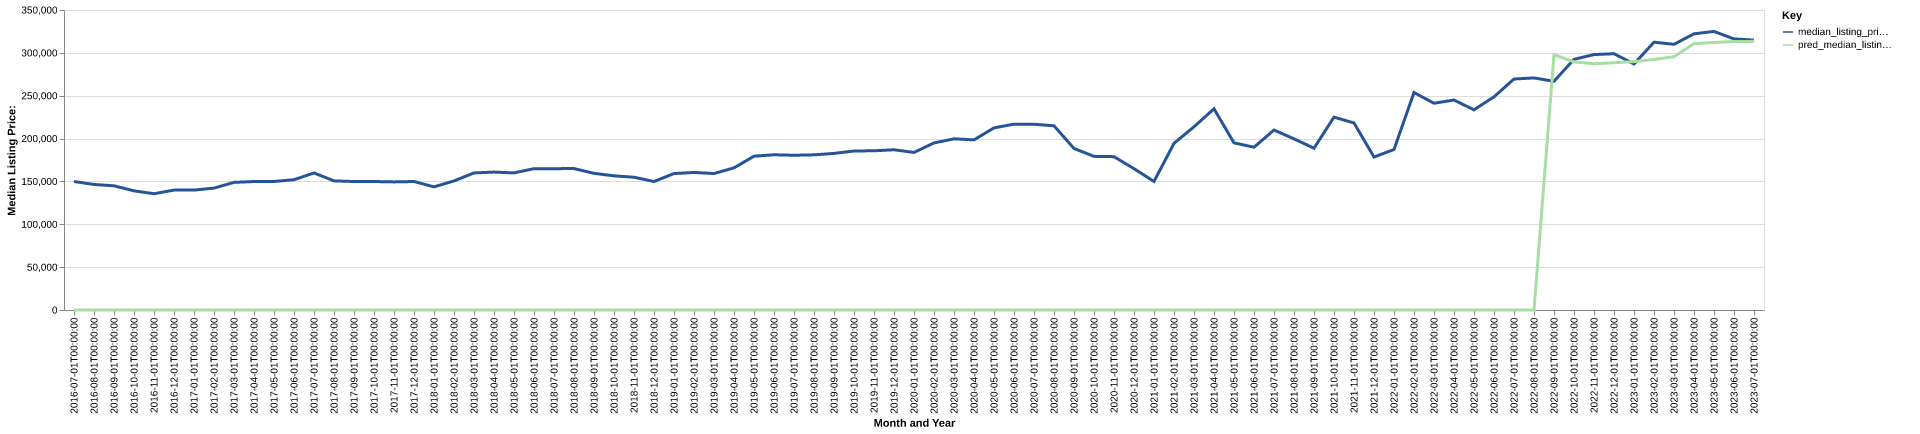 350,000
300,000
250,000
200,000
150,000
100,000
50,000
0
Median Listing Price:
2016-07-01T00:00:00
2016-08-01T00:00:00
2016-09-01T00:00:00
2016-10-01T00:00:00
2016-11-01T00:00:00
2016-12-01T00:00:00
2017-01-01T00:00:00
2017-02-01T00:00:00
2017-03-01T00:00:00
2017-04-01T00:00:00
2017-05-01T00:00:00
2017-06-01T00:00:00
2017-07-01T00:00:00
2017-08-01T00:00:00
2017-09-01T00:00:00
2017-10-01T00:00:00
2017-11-01T00:00:00
2017-12-01T00:00:00
2018-01-01T00:00:00
2018-02-01T00:00:00
2018-03-01T00:00:00
2018-04-01T00:00:00
2018-05-01T00:00:00
2018-06-01T00:00:00
2018-07-01T00:00:00
2018-08-01T00:00:00
2018-09-01T00:00:00
2018-10-01T00:00:00
2018-11-01T00:00:00
2018-12-01T00:00:00
2019-01-01T00:00:00
2019-02-01T00:00:00
2019-03-01T00:00:00
2019-04-01T00:00:00
2019-05-01T00:00:00
2019-06-01T00:00:00
2019-07-01T00:00:00
2019-08-01T00:00:00
2019-09-01T00:00:00
2019-10-01T00:00:00
2019-11-01T00:00:00
2019-12-01T00:00:00
2020-01-01T00:00:00
2020-02-01T00:00:00
2020-03-01T00:00:00
2020-04-01T00:00:00
2020-05-01T00:00:00
2020-06-01T00:00:00
2020-07-01T00:00:00
2020-08-01T00:00:00
2020-09-01T00:00:00
2020-10-01T00:00:00
2020-11-01T00:00:00
2020-12-01T00:00:00
2021-01-01T00:00:00
2021-02-01T00:00:00
2021-03-01T00:00:00
2021-04-01T00:00:00
2021-05-01T00:00:00
2021-06-01T00:00:00
2021-07-01T00:00:00
2021-08-01T00:00:00
2021-09-01T00:00:00
2021-10-01T00:00:00
2021-11-01T00:00:00
2021-12-01T00:00:00
2022-01-01T00:00:00
2022-02-01T00:00:00
2022-03-01T00:00:00
2022-04-01T00:00:00
2022-05-01T00:00:00
2022-06-01T00:00:00
2022-07-01T00:00:00
2022-08-01T00:00:00
2022-09-01T00:00:00
2022-10-01T00:00:00
2022-11-01T00:00:00
2022-12-01T00:00:00
2023-01-01T00:00:00
2023-02-01T00:00:00
2023-03-01T00:00:00
2023-04-01T00:00:00
2023-05-01T00:00:00
2023-06-01T00:00:00
2023-07-01T00:00:00
Month and Year
Key
median_listing_pri…
pred_median_listin…